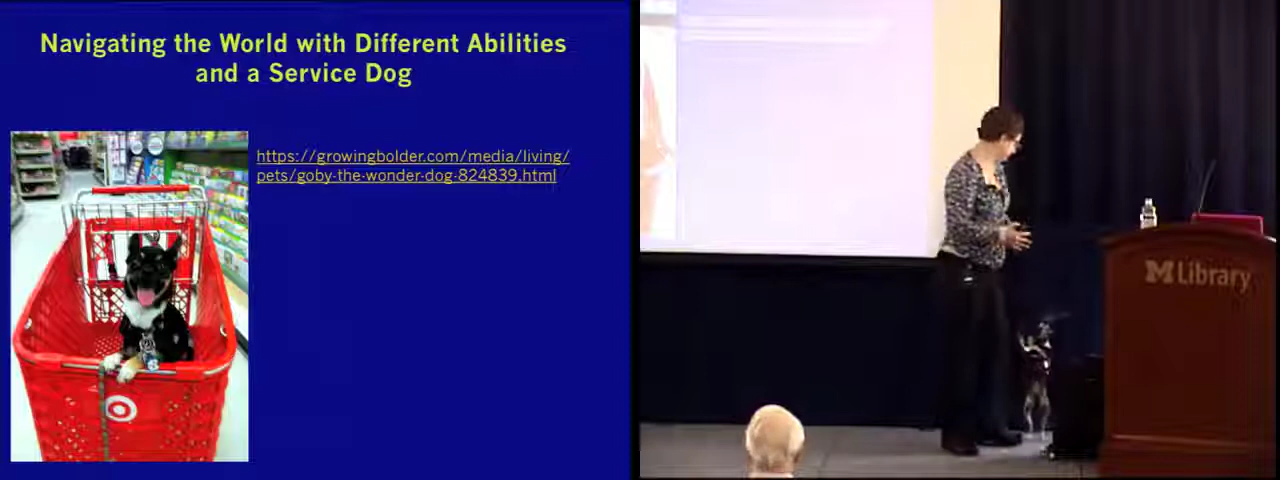 Navigating the World with Different Abilities
and a Service Dog
https://growingbolder.com/media/living/
pets/goby-the-wonder-dog-824839.html
M Library